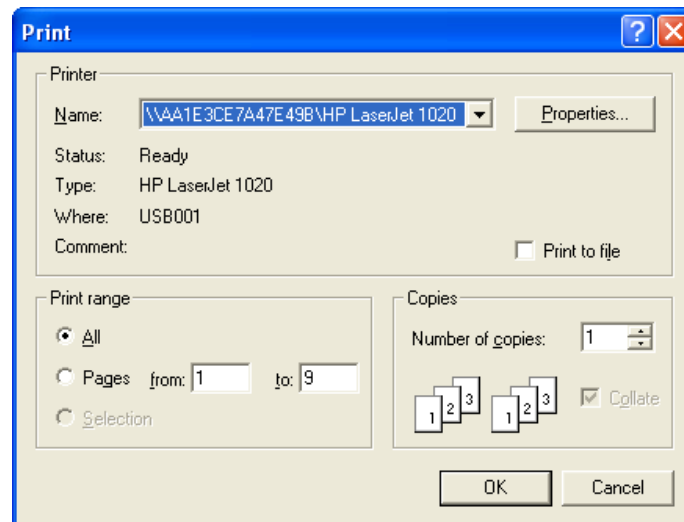 Print
Printer
Name: \\AA1E3CE7A47E49B\HP LaserJet 1020 Properties...
Status: Ready
Type: HP LaserJet 1020
Where: USB001
Comment: Print to file
Print range
All
Pages from: 1 to: 9
Selection
Copies
Number of copies: 1
1 2 3 1 2 3 Collate
OK Cancel